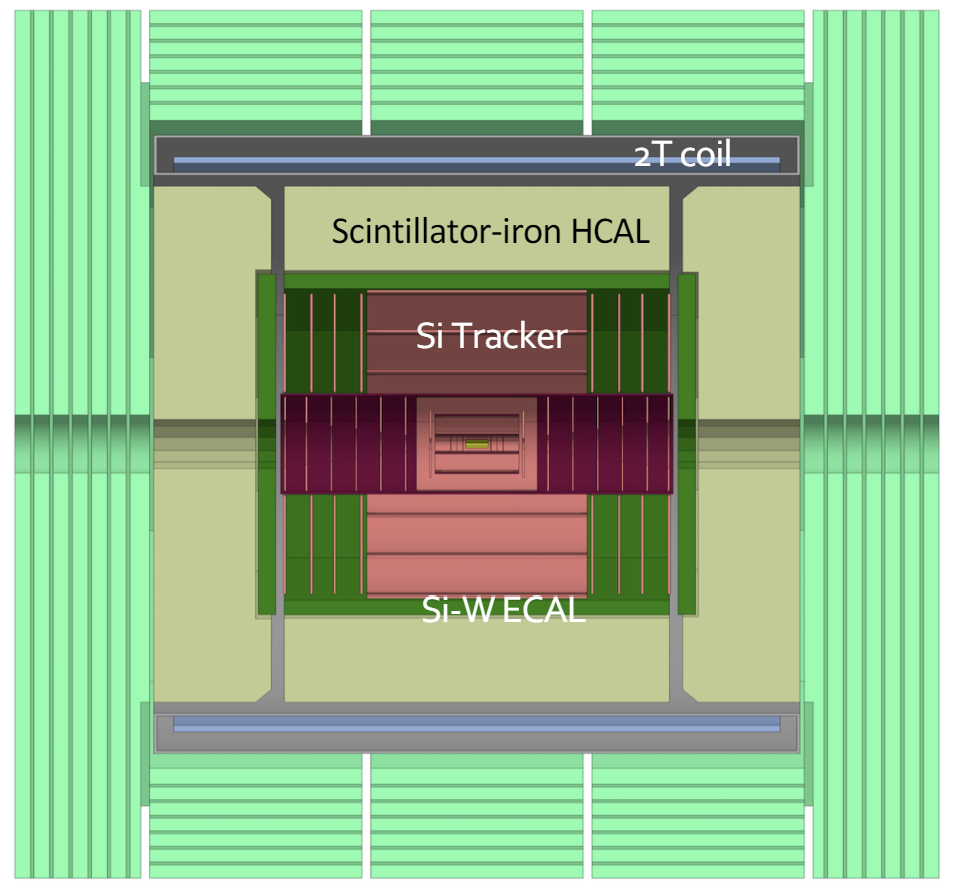 2T coil
Scintillator-iron HCAL
Si Tracker
Si-W ECAL